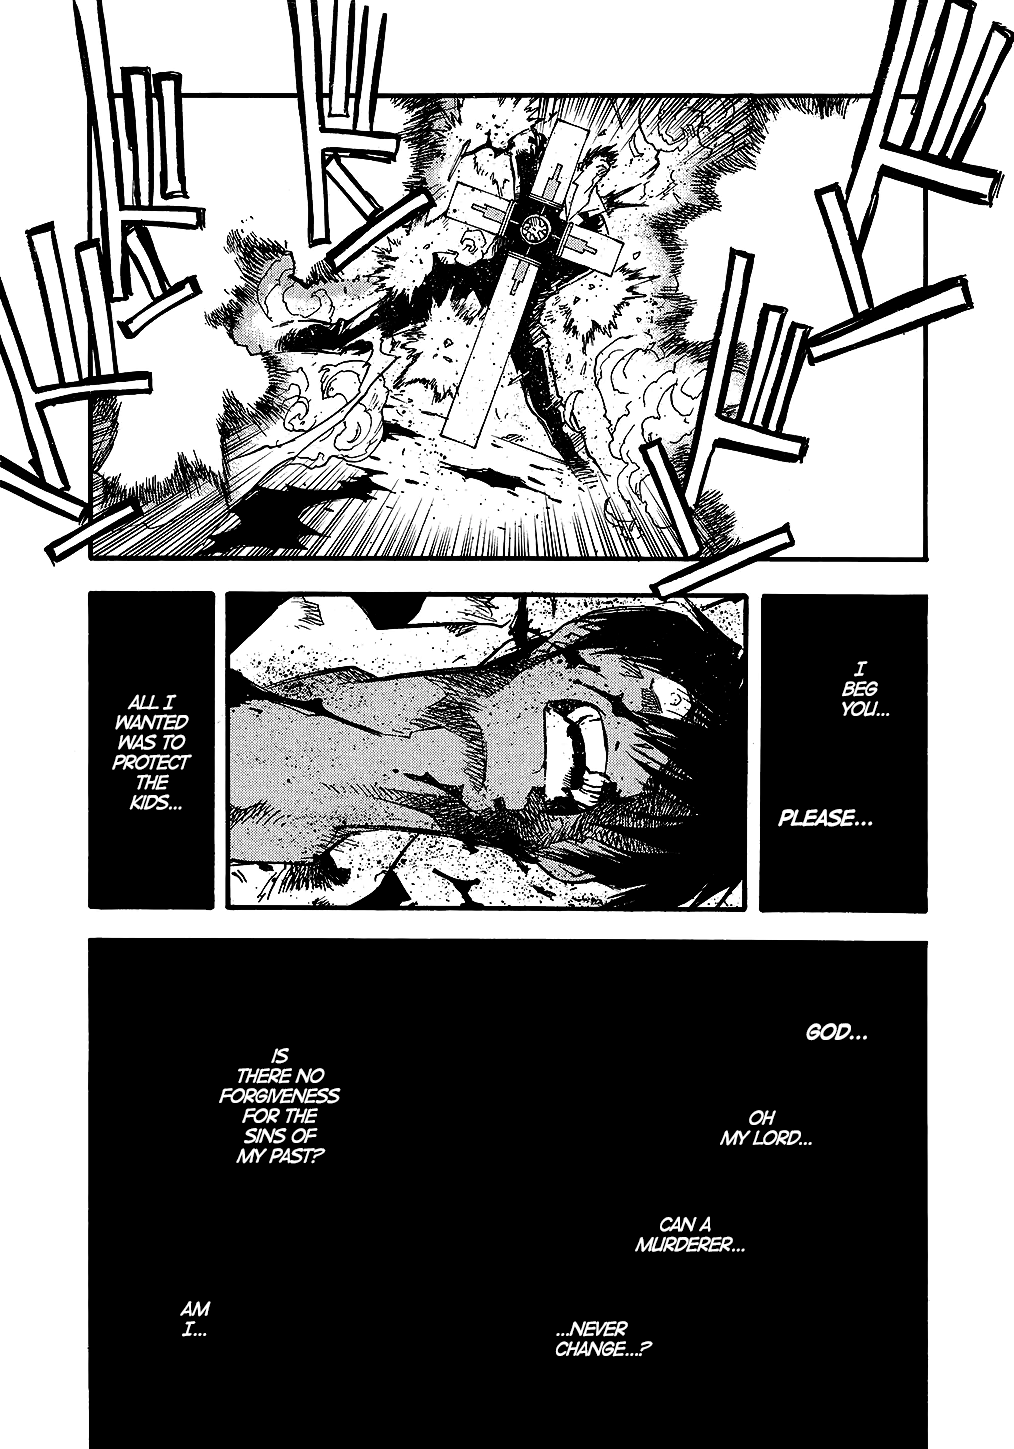 I
BEG
YOU...
PLEASE...
ALL I
WANTED
WAS TO
PROTECT
THE
KIDS...
GOD...
OH
MY LORD...
CAN A
MURDERER...
...NEVER
CHANGE...?
IS
THERE NO
FORGIVENESS
FOR THE
SINS OF
MY PAST?
AM
I...